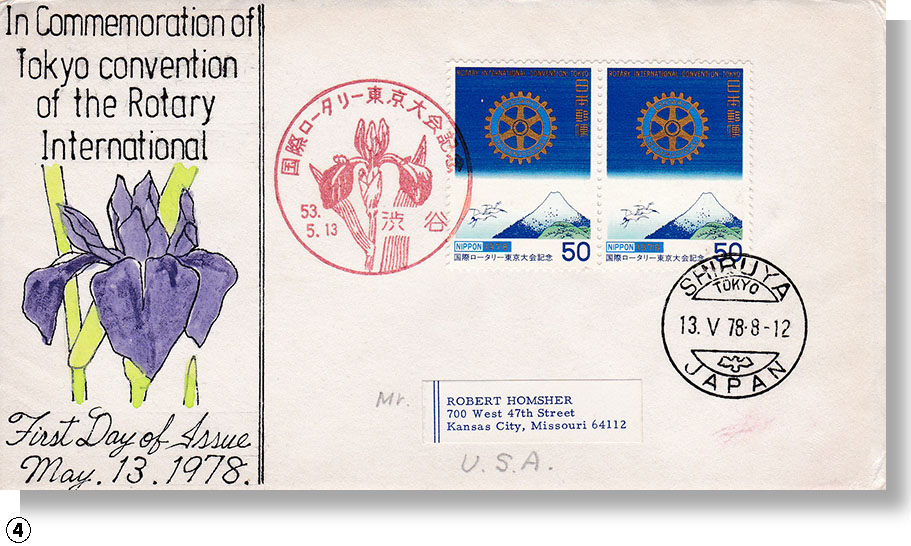 In Commemoration of
Tokyo convention
of the Rotary
International
First Day of Issue
May. 13. 1978.
国際ロータリー東京大会記念
53.
5.13
渋谷
ROTARY INTERNATIONAL CONVENTION TOKYO
日本郵便
NIPPON 1978
国際ロータリー東京大会記念 50
ROTARY INTERNATIONAL CONVENTION TOKYO
日本郵便
NIPPON 1978
国際ロータリー東京大会記念 50
SHIBUYA
TOKYO
13. V 78·8-12
JAPAN
Mr.
ROBERT HOMSHER
700 West 47th Street
Kansas City, Missouri 64112
U.S.A.
4